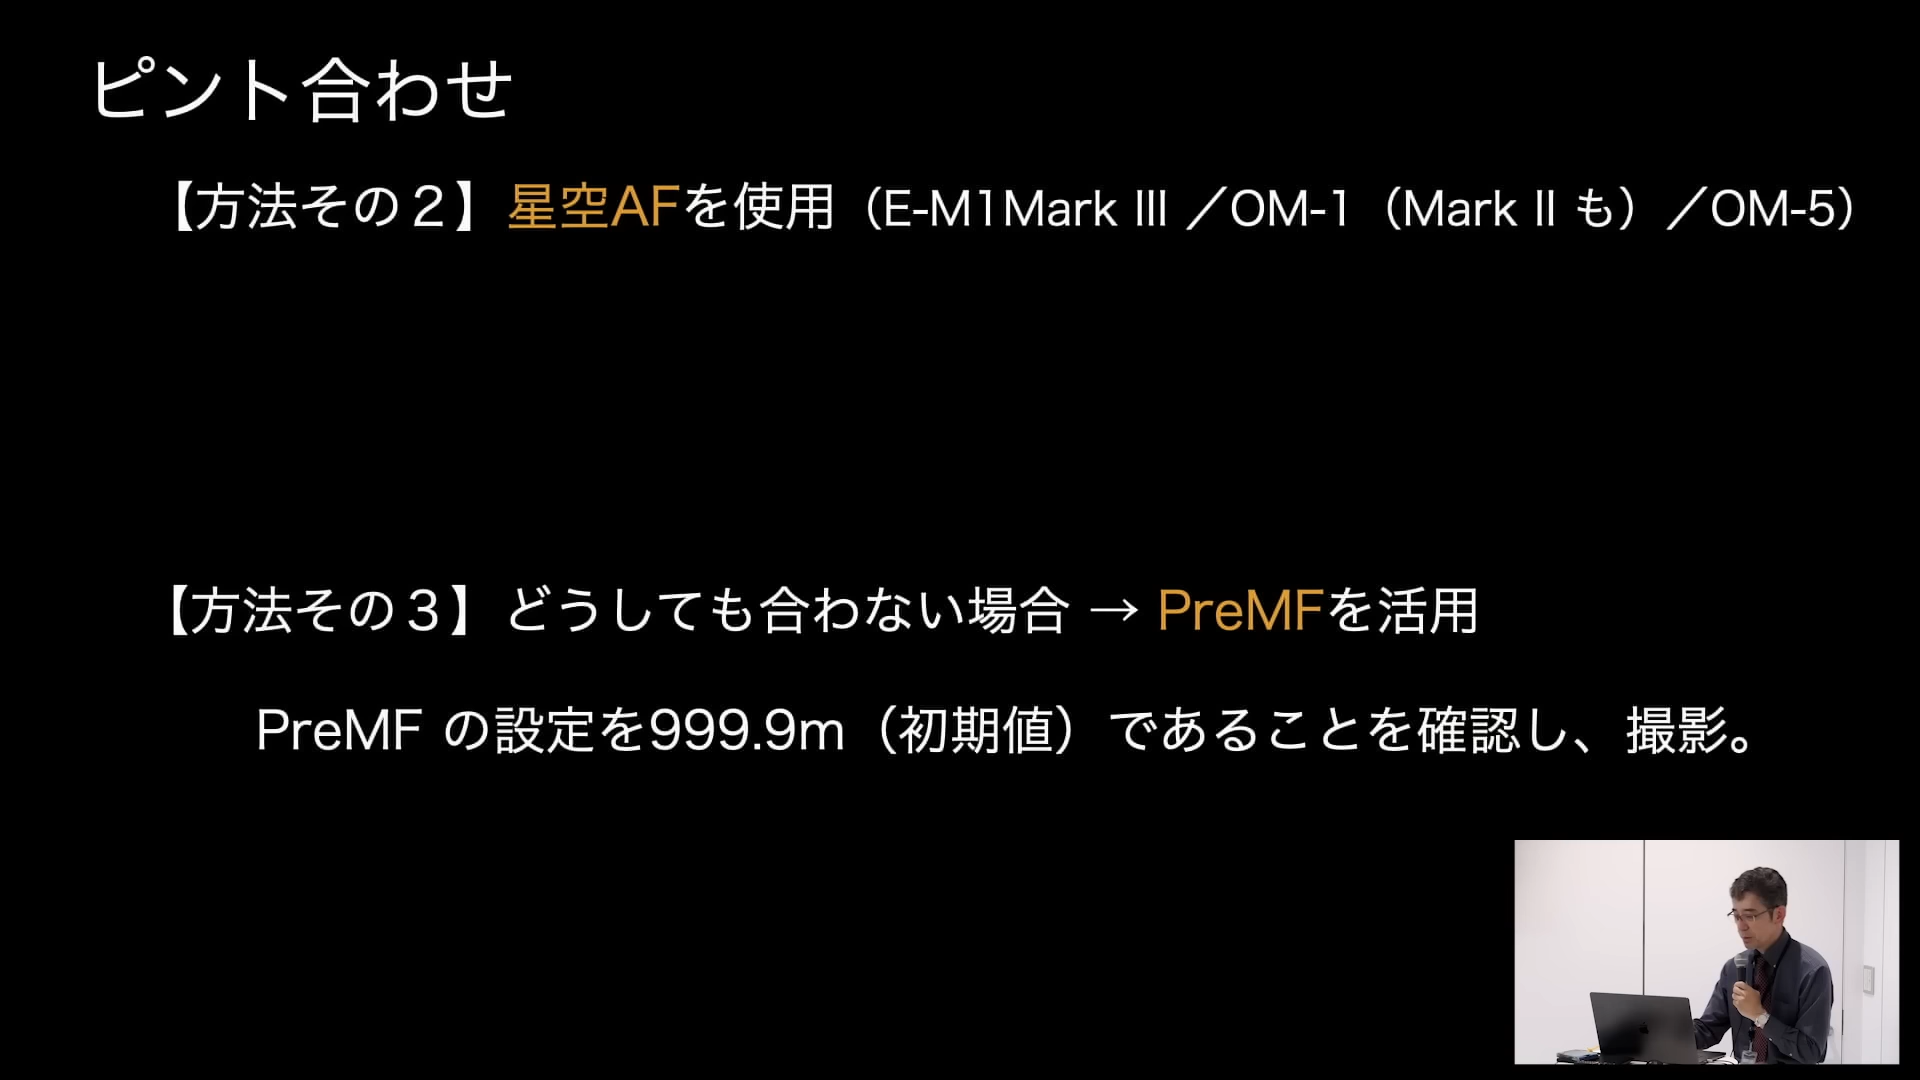 ピント合わせ
【方法その２】星空AFを使用（E-M1Mark III ／OM-1（Mark II も）／OM-5）
【方法その３】どうしても合わない場合 → PreMFを活用
PreMF の設定を999.9m（初期値）であることを確認し、撮影。